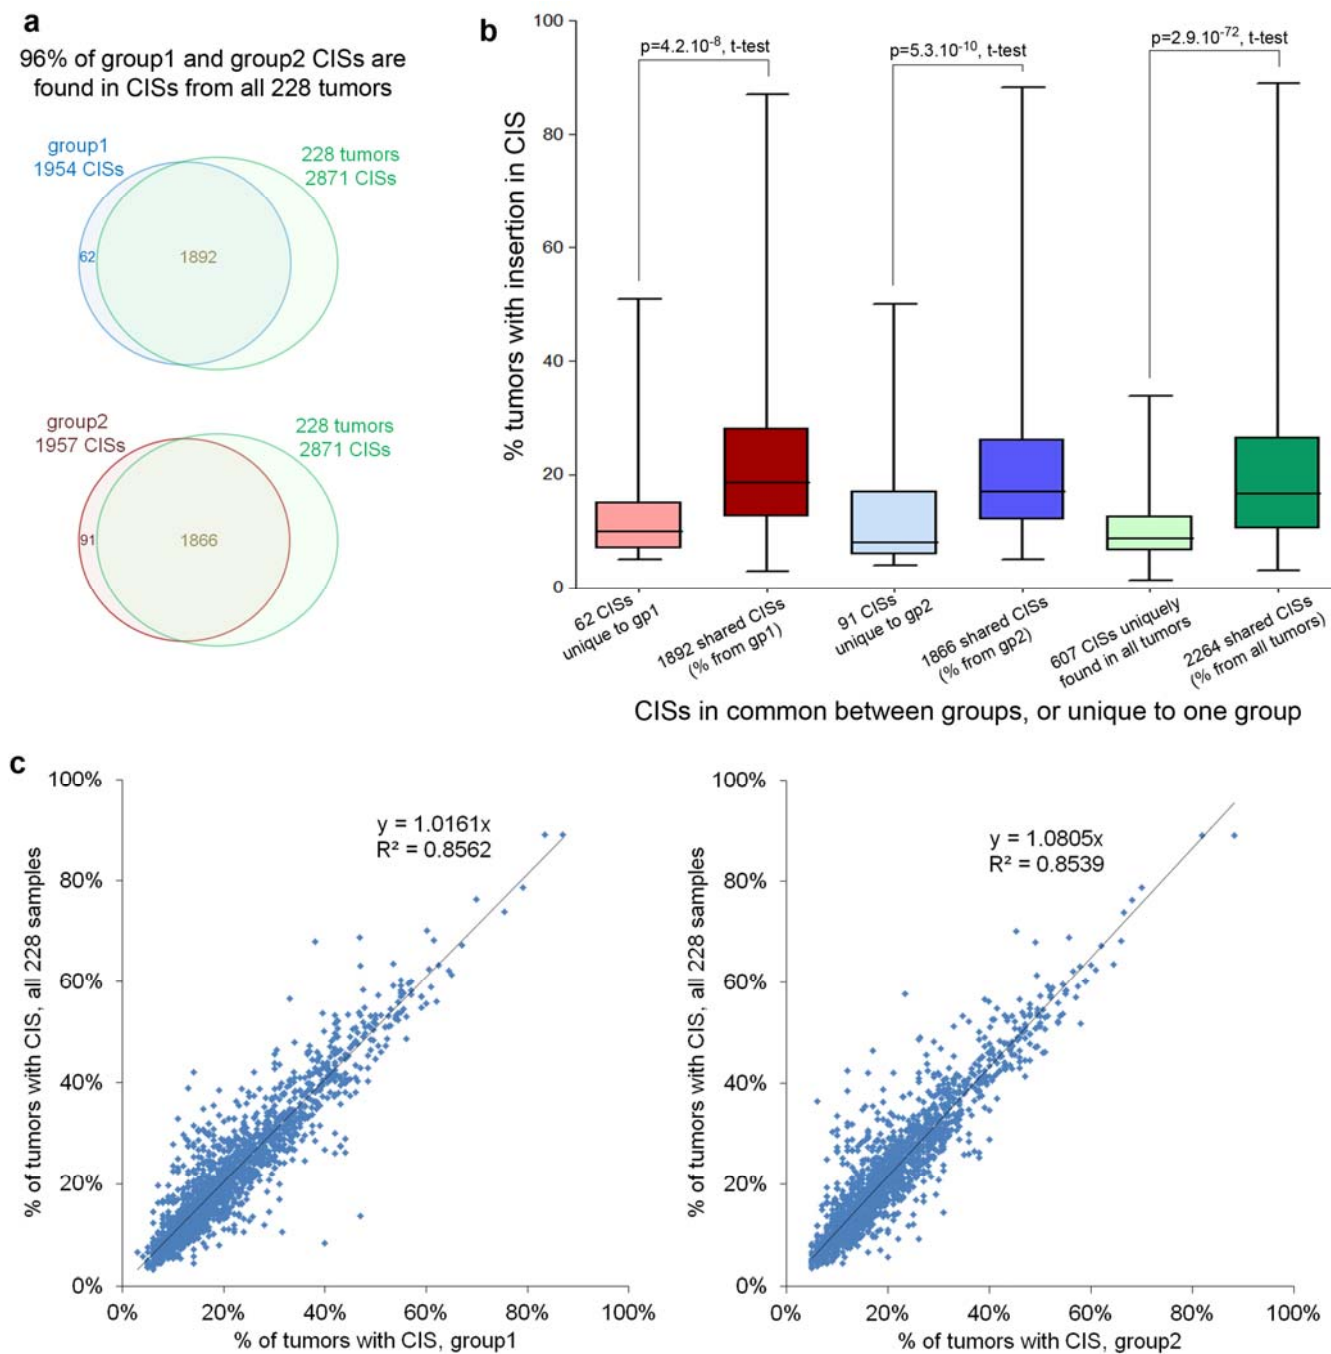 a
96% of group1 and group2 CISs are
found in CISs from all 228 tumors
group1
1954 CISs
228 tumors
2871 CISs
62
1892
group2
1957 CISs
228 tumors
2871 CISs
91
1866
b
% tumors with insertion in CIS
100
80
60
40
20
0
p=4.2.10⁻⁸, t-test
p=5.3.10⁻¹⁰, t-test
p=2.9.10⁻⁷², t-test
62 CISs
unique to gp1
1892 shared CISs
(% from gp1)
91 CIS
unique to gp2
1866 shared CISs
(% from gp2)
607 CISs uniquely
found in all tumors
2264 shared CISs
(% from all tumors)
CISs in common between groups, or unique to one group
c
% of tumors with CIS, all 228 samples
100%
80%
60%
40%
20%
0%
y = 1.0161x
R² = 0.8562
0% 20% 40% 60% 80% 100%
% of tumors with CIS, group1
% of tumors with CIS, all 228 samples
100%
80%
60%
40%
20%
0%
y = 1.0805x
R² = 0.8539
0% 20% 40% 60% 80% 100%
% of tumors with CIS, group2